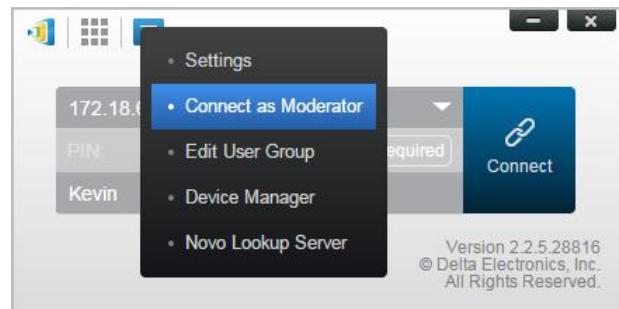 Settings
172.18.6
Connect as Moderator
PIN
Edit User Group
equired
Connect
Kevin
Device Manager
Novo Lookup Server
Version 2.2.5.28816
© Delta Electronics, Inc.
All Rights Reserved.